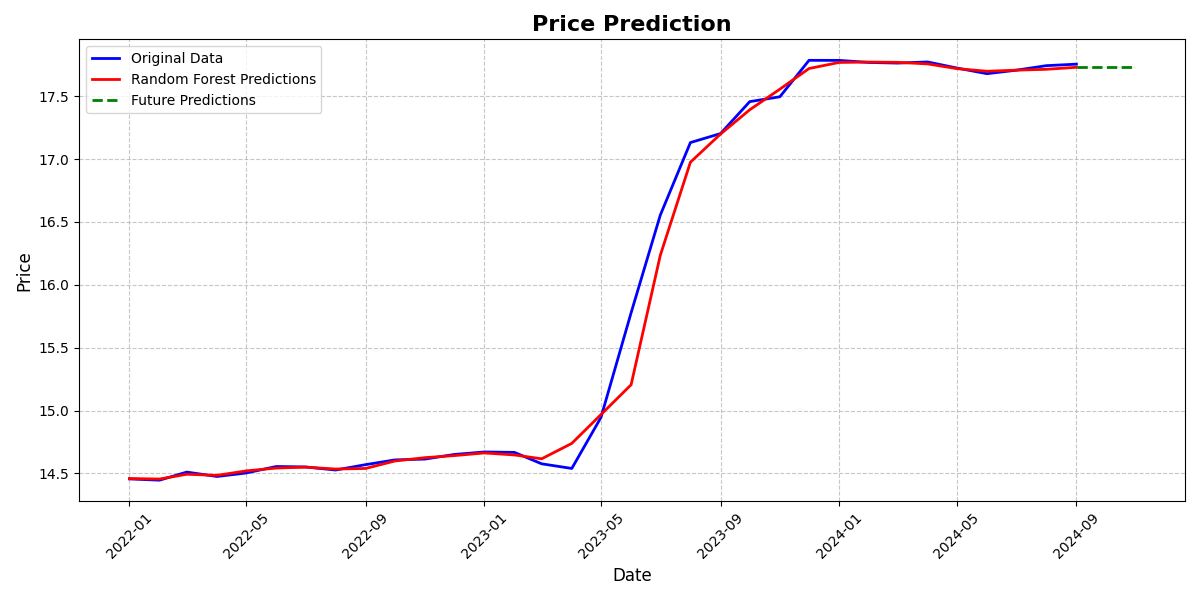 Price Prediction
Original Data
Random Forest Predictions
Future Predictions
Price
17.5
17.0
16.5
16.0
15.5
15.0
14.5
2022-01
2022-05
2022-09
2023-01
2023-05
2023-09
2024-01
2024-05
2024-09
Date